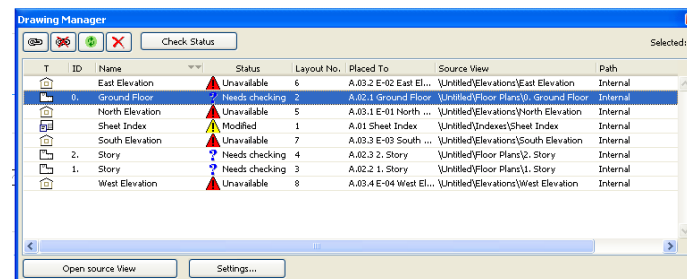 Drawing Manager
Check Status Selected:
T ID Name Status Layout No. Placed To Source View Path
East Elevation Unavailable 6 A.03.2 E-02 East El... \Untitled\Elevations\East Elevation Internal
0. Ground Floor ? Needs checking 2 A.02.1 Ground Floor \Untitled\Floor Plans\0. Ground Floor Internal
North Elevation Unavailable 5 A.03.1 E-01 North ... \Untitled\Elevations\North Elevation Internal
Sheet Index Modified 1 A.01 Sheet Index \Untitled\Indexes\Sheet Index Internal
South Elevation Unavailable 7 A.03.3 E-03 South ... \Untitled\Elevations\South Elevation Internal
2. Story ? Needs checking 4 A.02.3 2. Story \Untitled\Floor Plans\2. Story Internal
1. Story ? Needs checking 3 A.02.2 1. Story \Untitled\Floor Plans\1. Story Internal
West Elevation Unavailable 8 A.03.4 E-04 West El... \Untitled\Elevations\West Elevation Internal
Open source View Settings...